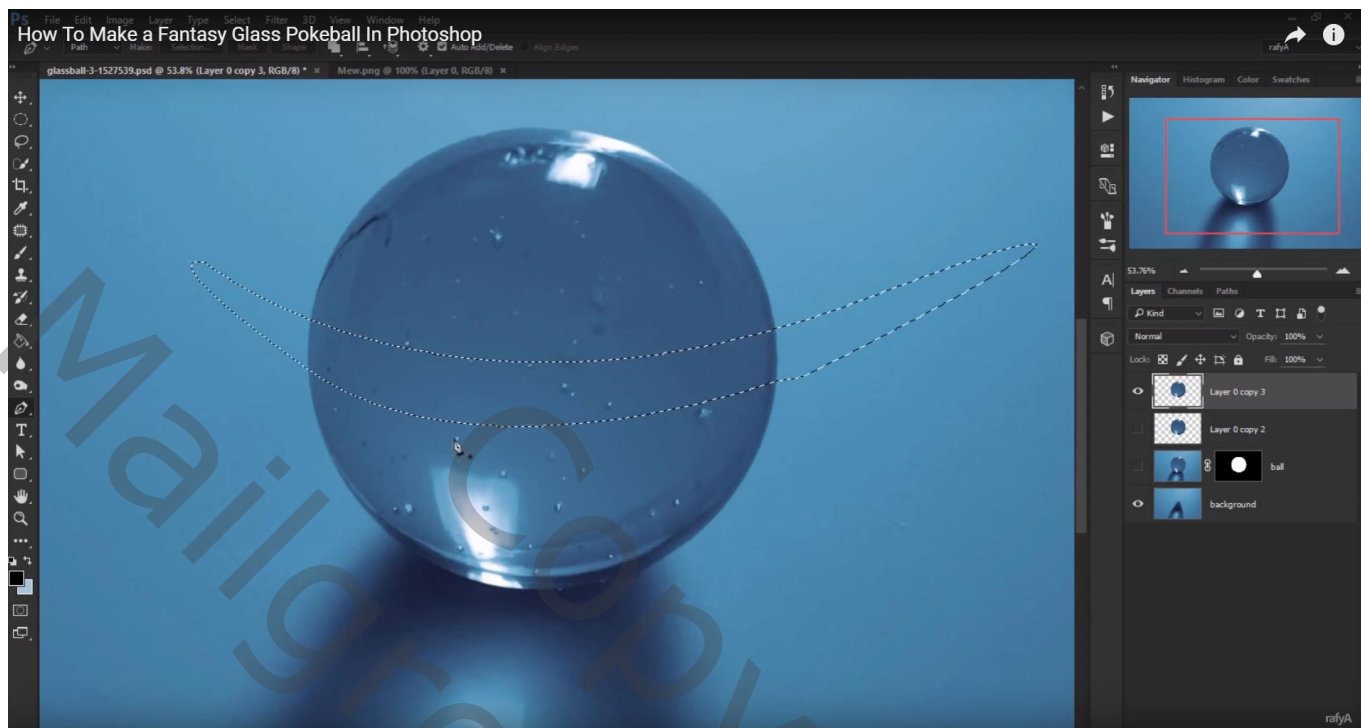 Ps File Edit Image Layer Type Select Filter 3D View Window Help
How To Make a Fantasy Glass Pokeball In Photoshop
Path Make: Selection... Mask Shape Auto Add/Delete Align Edges rafyA
glassball-3-1527539.psd @ 53.8% (Layer 0 copy 3, RGB/8) * × Mew.png @ 100% (Layer 0, RGB/8) ×
Navigator Histogram Color Swatches
53.76%
Layers Channels Paths
Kind
Normal Opacity: 100%
Lock: Fill: 100%
Layer 0 copy 3
Layer 0 copy 2
ball
background
rafyA